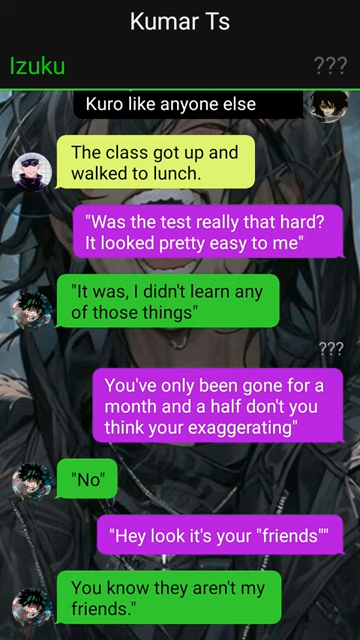 Kumar Ts
Izuku
???
Kuro like anyone else
The class got up and
walked to lunch.
"Was the test really that hard?
It looked pretty easy to me"
"It was, I didn't learn any
of those things"
???
You've only been gone for a
month and a half don't you
think your exaggerating"
"No"
"Hey look it's your "friends""
You know they aren't my
friends."